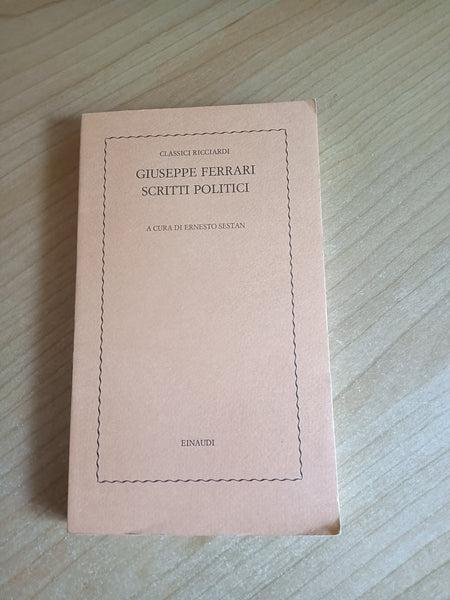 CLASSICI RICCIARDI
GIUSEPPE FERRARI
SCRITTI POLITICI
A CURA DI ERNESTO SESTAN
EINAUDI